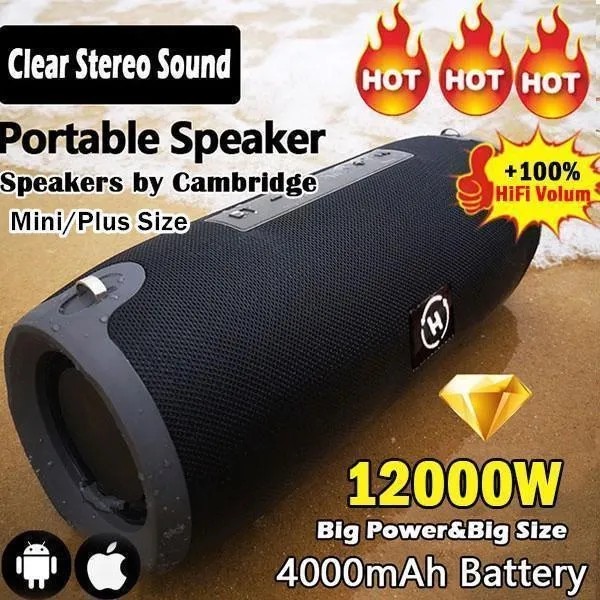 Clear Stereo Sound
HOT HOT HOT
Portable Speaker
Speakers by Cambridge
Mini/Plus Size
+100%
HiFi Volum
H
12000W
Big Power&Big Size
4000mAh Battery